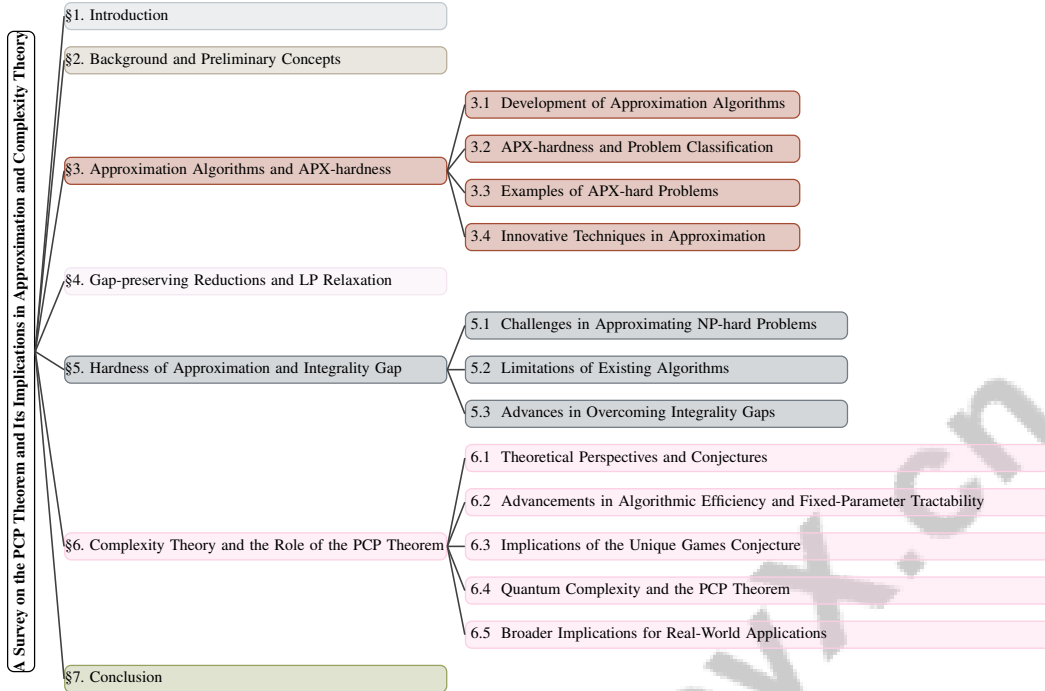 A Survey on the PCP Theorem and Its Implications in Approximation and Complexity Theory
§1. Introduction
§2. Background and Preliminary Concepts
§3. Approximation Algorithms and APX-hardness
3.1 Development of Approximation Algorithms
3.2 APX-hardness and Problem Classification
3.3 Examples of APX-hard Problems
3.4 Innovative Techniques in Approximation
§4. Gap-preserving Reductions and LP Relaxation
§5. Hardness of Approximation and Integrality Gap
5.1 Challenges in Approximating NP-hard Problems
5.2 Limitations of Existing Algorithms
5.3 Advances in Overcoming Integrality Gaps
§6. Complexity Theory and the Role of the PCP Theorem
6.1 Theoretical Perspectives and Conjectures
6.2 Advancements in Algorithmic Efficiency and Fixed-Parameter Tractability
6.3 Implications of the Unique Games Conjecture
6.4 Quantum Complexity and the PCP Theorem
6.5 Broader Implications for Real-World Applications
§7. Conclusion